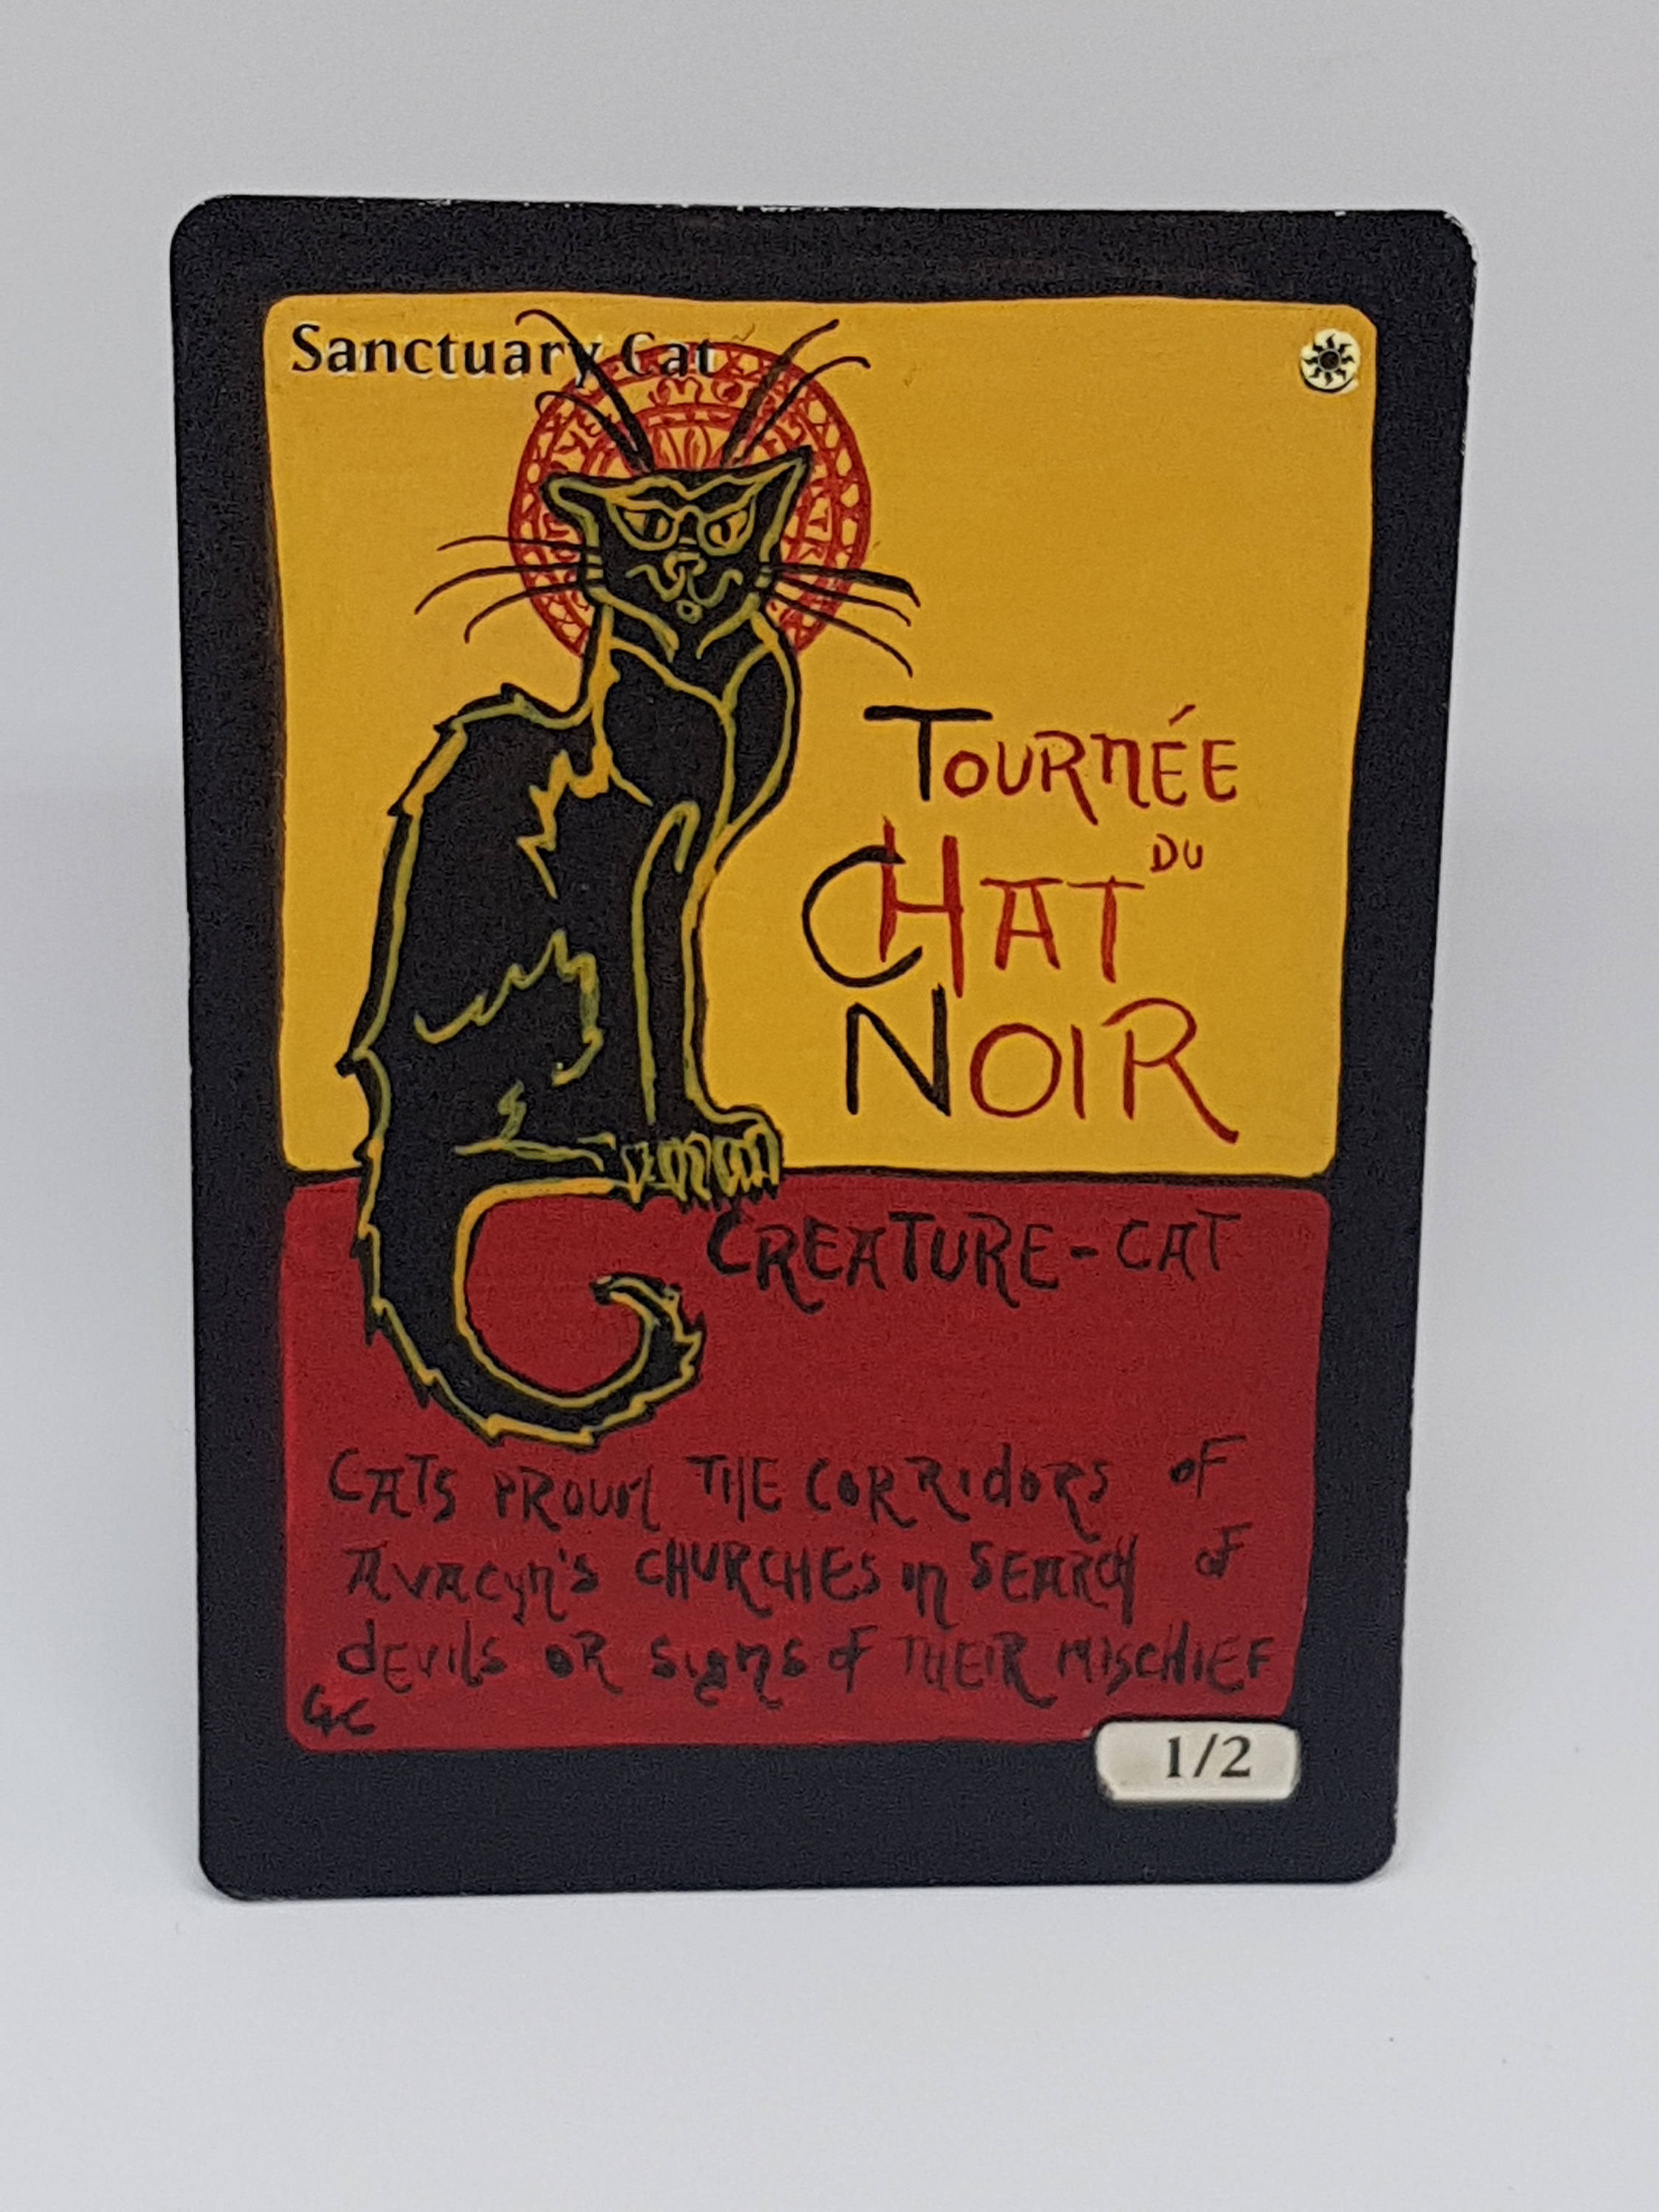 Sanctuary Cat
TOURNÉE
DU
CHAT
NOIR
CREATURE - CAT
CATS PROWL THE CORRIdORS OF
AVACyn's CHURCHES in SEARCH OF
dEVILS OR signs of THEIR MISCHIEF
GC
1/2